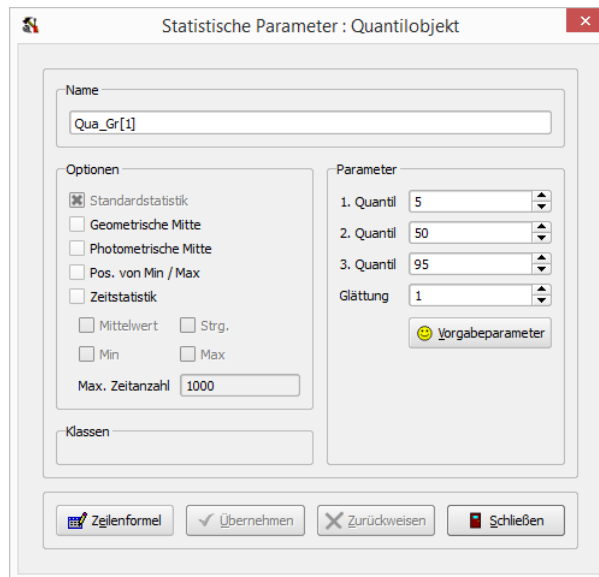 Statistische Parameter : Quantilobjekt
Name
Qua_Gr[1]
Optionen
Standardstatistik
Geometrische Mitte
Photometrische Mitte
Pos. von Min / Max
Zeitstatistik
Mittelwert
Strg.
Min
Max
Max. Zeitanzahl 1000
Klassen
Parameter
1. Quantil 5
2. Quantil 50
3. Quantil 95
Glättung 1
Vorgabeparameter
Zeilenformel
Übernehmen
Zurückweisen
Schließen